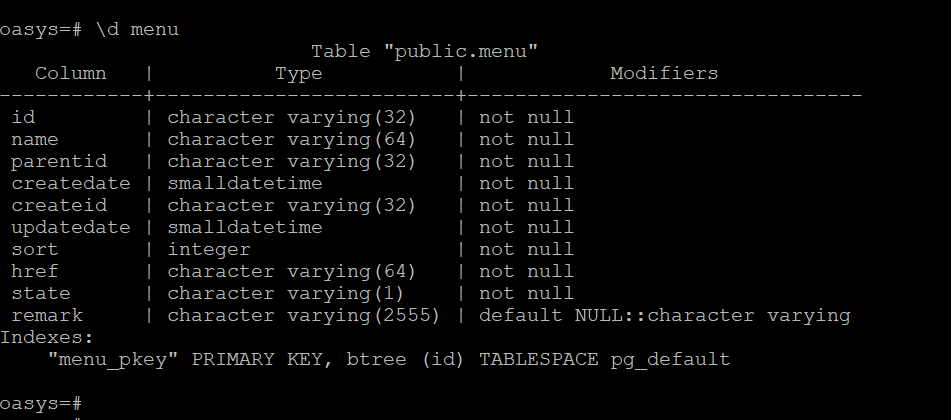 oasys=# \d menu
                          Table "public.menu"
   Column   |          Type           |            Modifiers
------------+-------------------------+---------------------------------
 id         | character varying(32)   | not null
 name       | character varying(64)   | not null
 parentid   | character varying(32)   | not null
 createdate | smalldatetime           | not null
 createid   | character varying(32)   | not null
 updatedate | smalldatetime           | not null
 sort       | integer                 | not null
 href       | character varying(64)   | not null
 state      | character varying(1)    | not null
 remark     | character varying(2555) | default NULL::character varying
Indexes:
    "menu_pkey" PRIMARY KEY, btree (id) TABLESPACE pg_default
oasys=#